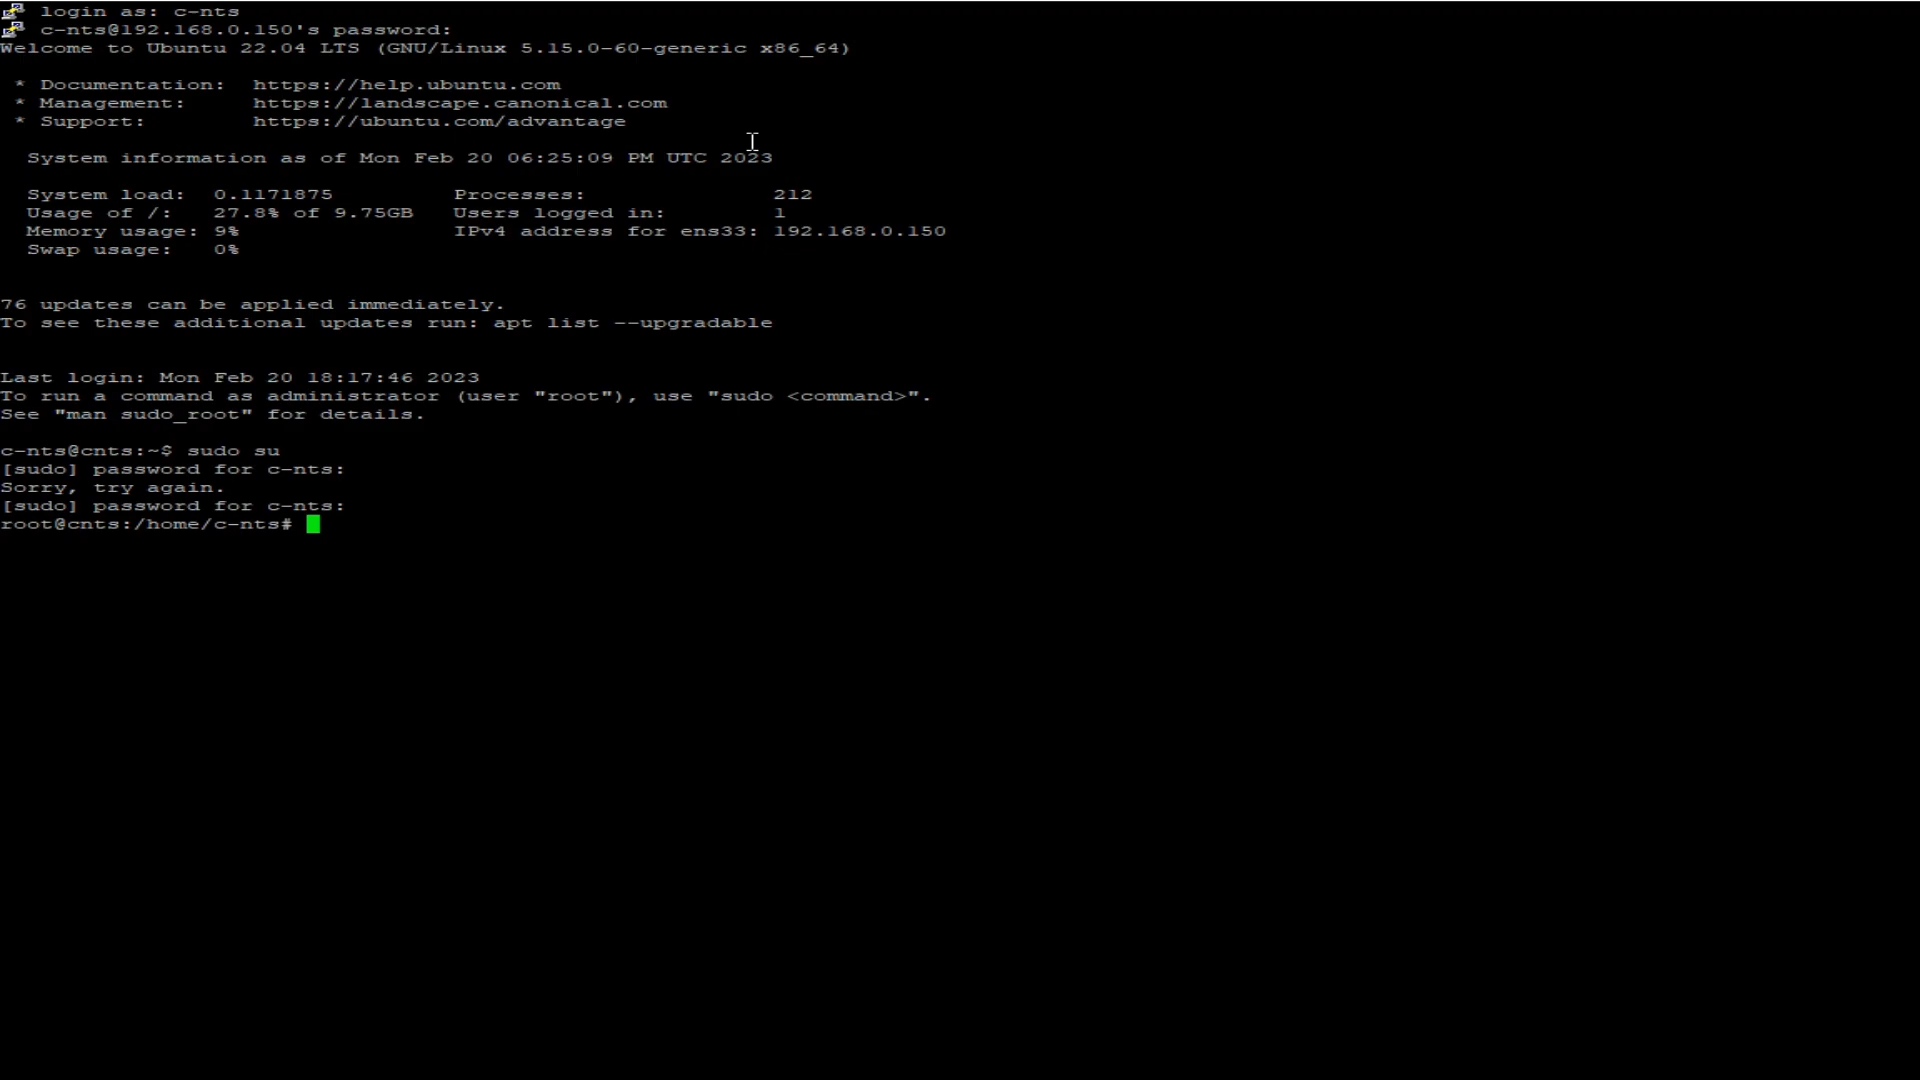 login as: c-nts
c-nts@192.168.0.150's password:
Welcome to Ubuntu 22.04 LTS (GNU/Linux 5.15.0-60-generic x86_64)
* Documentation:  https://help.ubuntu.com
* Management:     https://landscape.canonical.com
* Support:        https://ubuntu.com/advantage
System information as of Mon Feb 20 06:25:09 PM UTC 2023
System load:  0.1171875         Processes:              212
Usage of /:   27.8% of 9.75GB   Users logged in:        1
Memory usage: 9%                IPv4 address for ens33: 192.168.0.150
Swap usage:   0%
76 updates can be applied immediately.
To see these additional updates run: apt list --upgradable
Last login: Mon Feb 20 18:17:46 2023
To run a command as administrator (user "root"), use "sudo <command>".
See "man sudo_root" for details.
c-nts@cnts:~$ sudo su
[sudo] password for c-nts:
Sorry, try again.
[sudo] password for c-nts:
root@cnts:/home/c-nts#